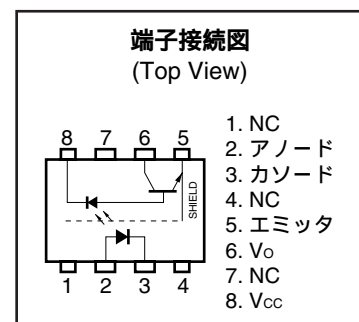 端子接続図
(Top View)
8 7 6 5
SHIELD
1 2 3 4
1. NC
2. アノード
3. カソード
4. NC
5. エミッタ
6. Vo
7. NC
8. Vcc